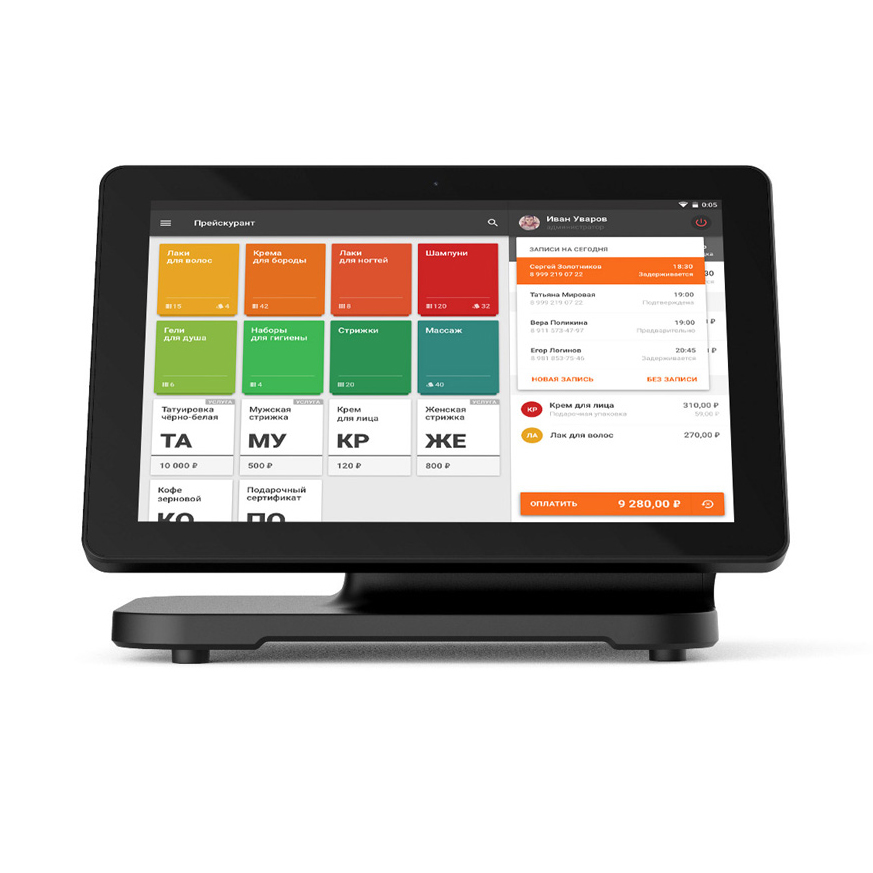 0:05
Прейскурант
Иван Уваров
администратор
Лаки
для волос
15
4
Крема
для бороды
42
Лаки
для ногтей
8
Шампуни
120
32
Гели
для душа
6
Наборы
для гигиены
4
Стрижки
20
Массаж
40
УСЛУГА
Татуировка
чёрно-белая
ТА
10 000 ₽
УСЛУГА
Мужская
стрижка
МУ
500 ₽
Крем
для лица
КР
120 ₽
УСЛУГА
Женская
стрижка
ЖЕ
800 ₽
Кофе
зерновой
КО
Подарочный
сертификат
ПО
ЗАПИСИ НА СЕГОДНЯ
Сергей Золотников 18:30
8 999 219 07 22 Задерживается
Татьяна Мировая 19:00
8 999 219-07-22 Подтверждена
Вера Поликина 19:00
8 911 573-47-97 Предварительно
Егор Логинов 20:45
8 981 853-75-45 Задерживается
НОВАЯ ЗАПИСЬ БЕЗ ЗАПИСИ
КР Крем для лица 310,00 ₽
Подарочная упаковка 59,00 ₽
ЛА Лак для волос 270,00 ₽
ОПЛАТИТЬ 9 280,00 ₽